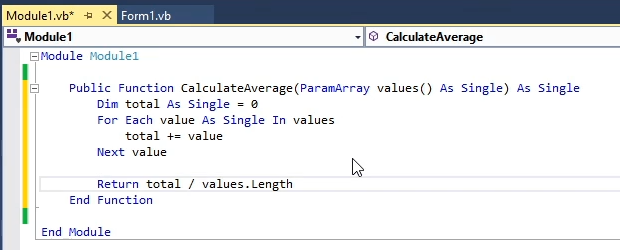 Module1.vb* Form1.vb
Module1 CalculateAverage
Module Module1
Public Function CalculateAverage(ParamArray values() As Single) As Single
Dim total As Single = 0
For Each value As Single In values
total += value
Next value
Return total / values.Length
End Function
End Module